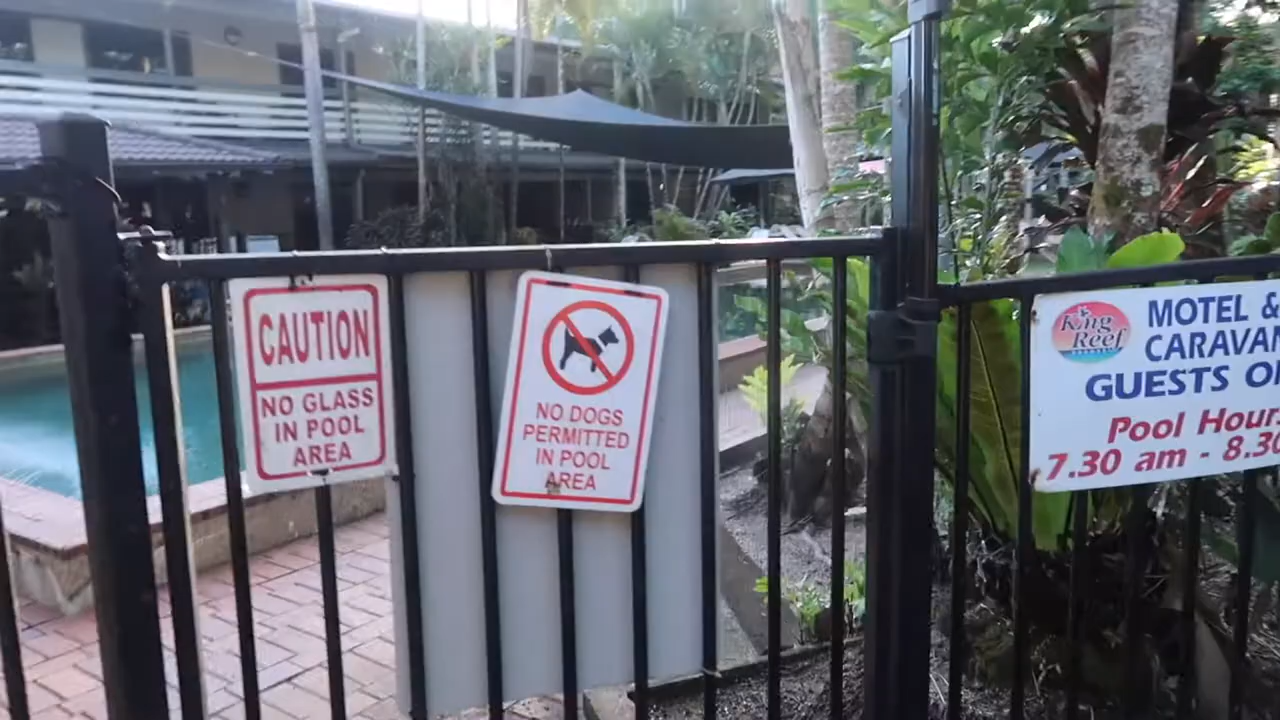 CAUTION
NO GLASS
IN POOL
AREA
NO DOGS
PERMITTED
IN POOL
AREA
King
Reef
MOTEL &
CARAVAN
GUESTS
Pool Hours
7.30 am - 8.30